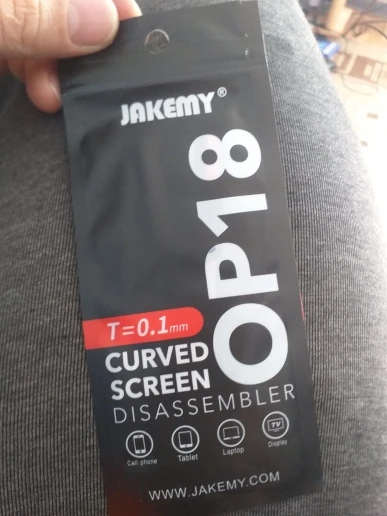 JAKEMY®
OP18
T=0.1mm
CURVED
SCREEN
DISASSEMBLER
Cell phone Tablet Laptop TV Display
WWW.JAKEMY.COM